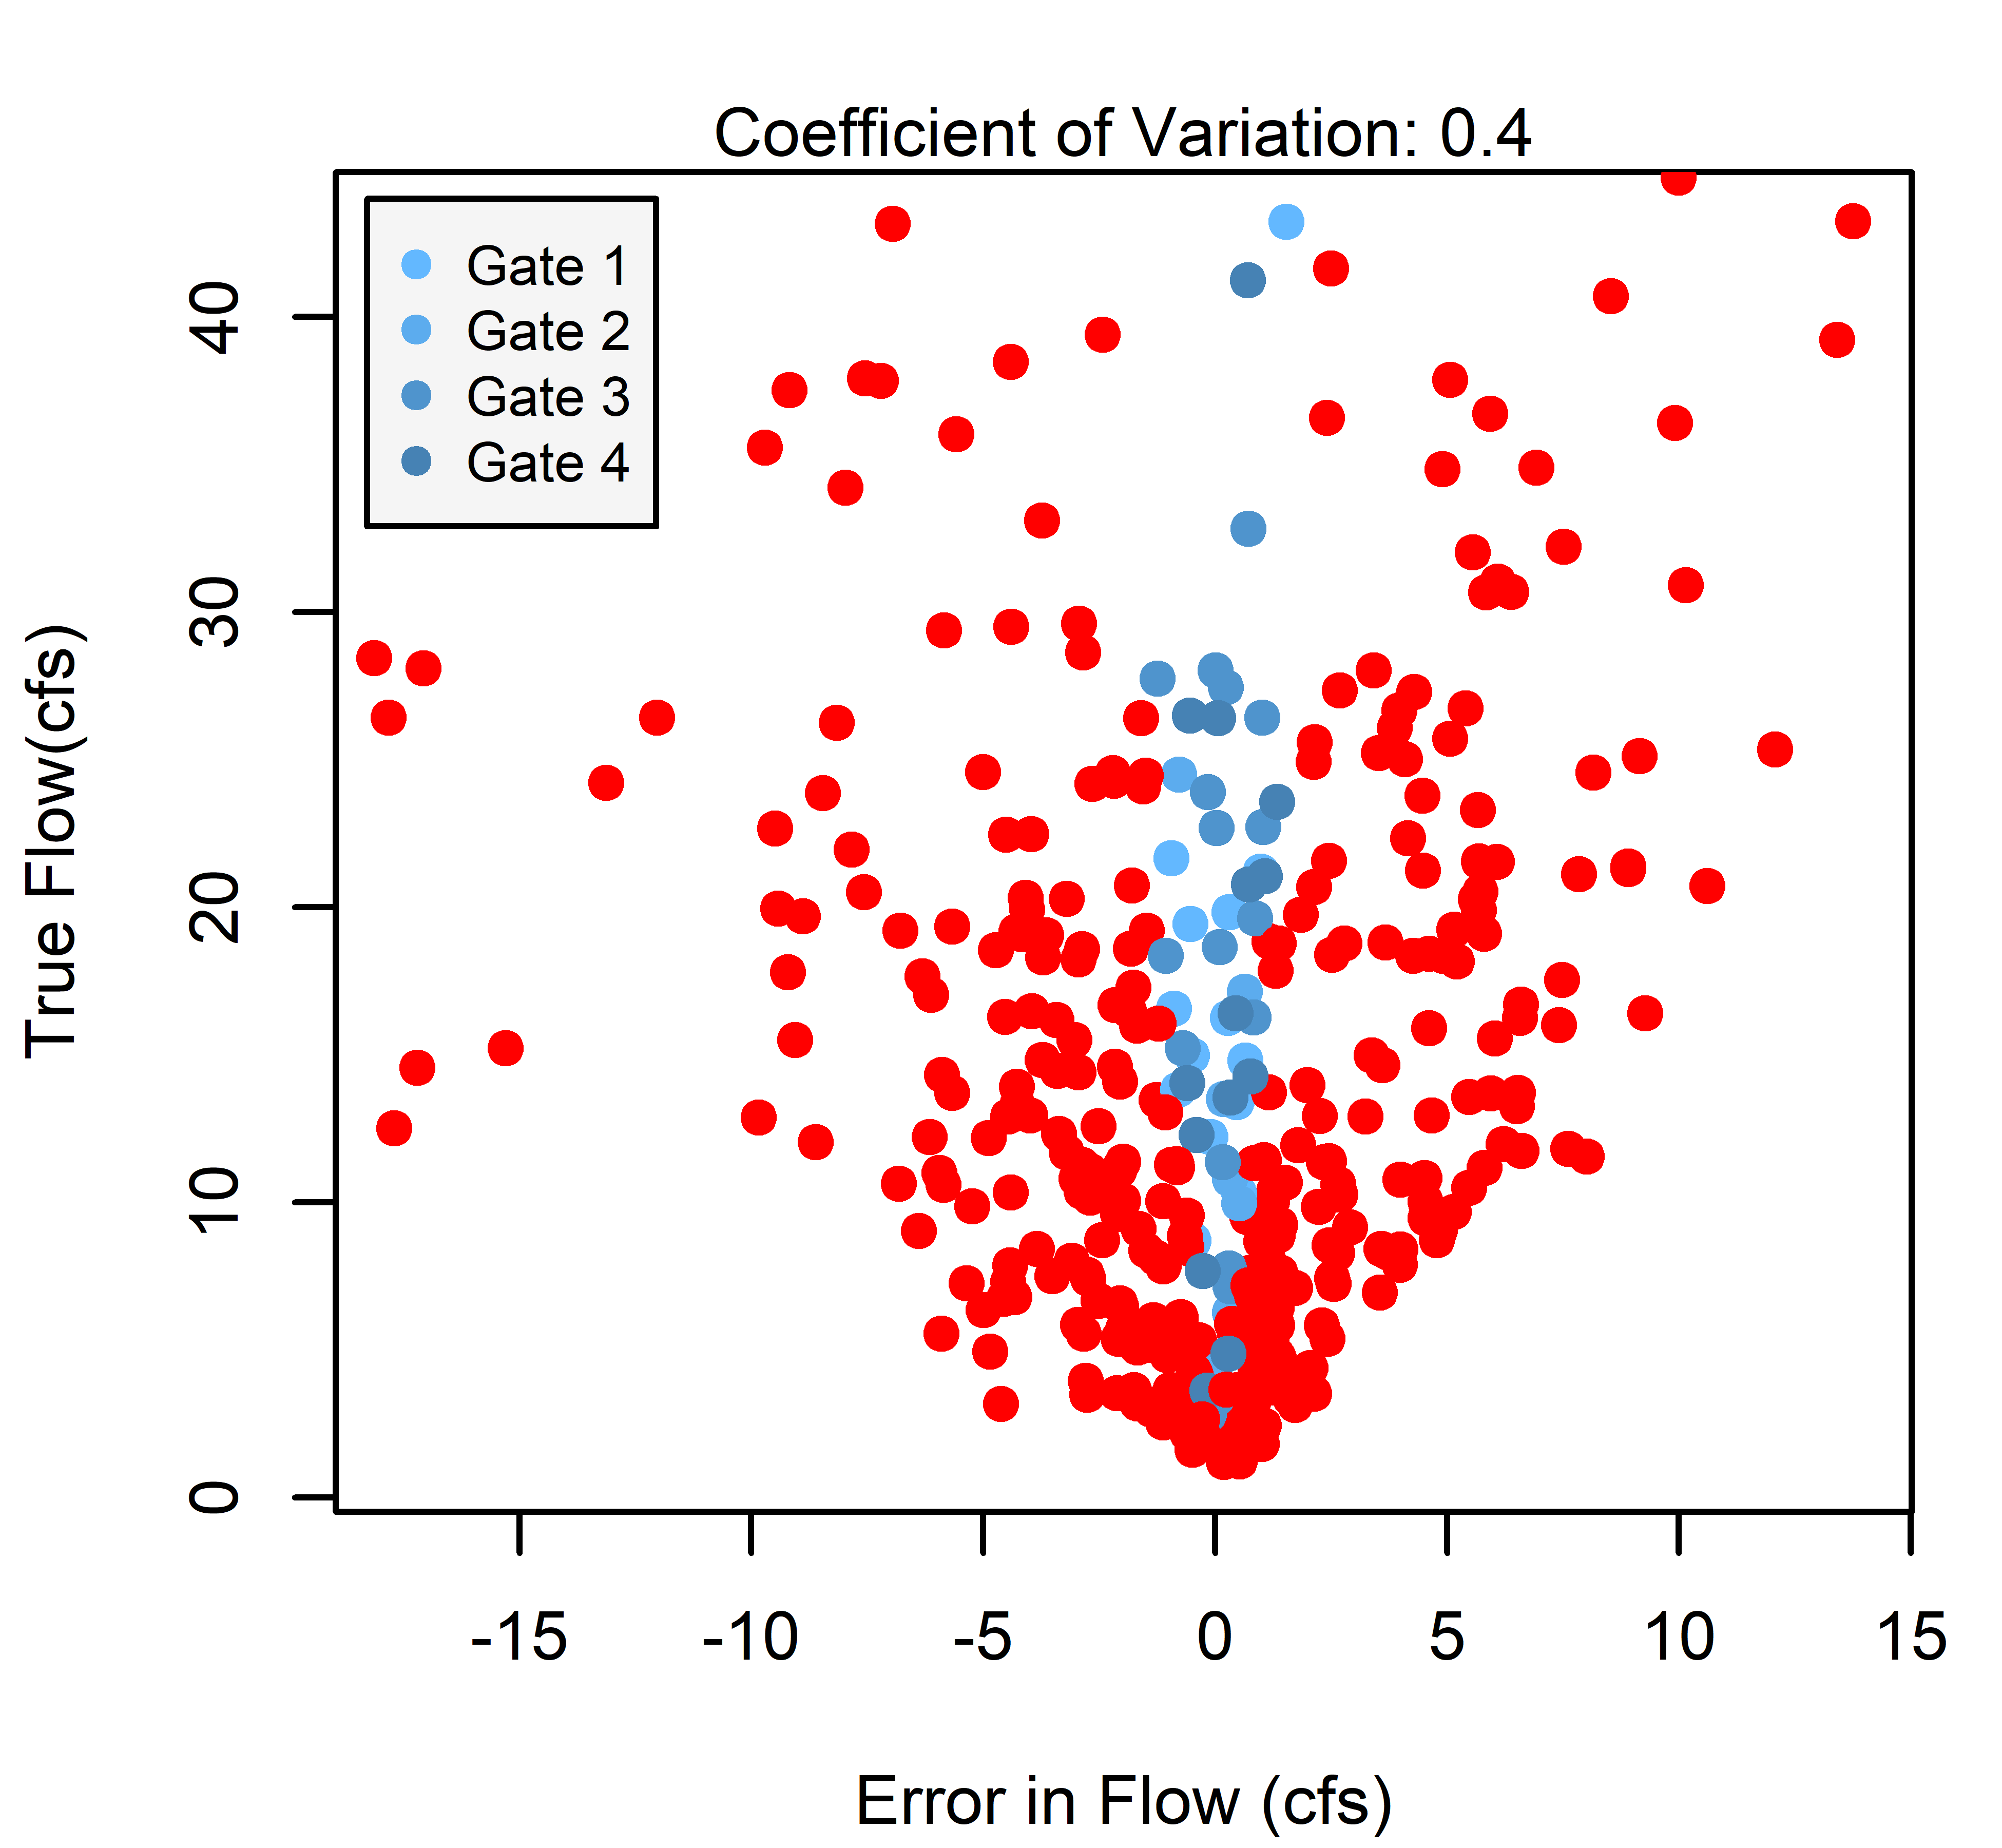 Coefficient of Variation: 0.4
Gate 1
Gate 2
Gate 3
Gate 4
True Flow(cfs)
40
30
20
10
0
-15 -10 -5 0 5 10 15
Error in Flow (cfs)